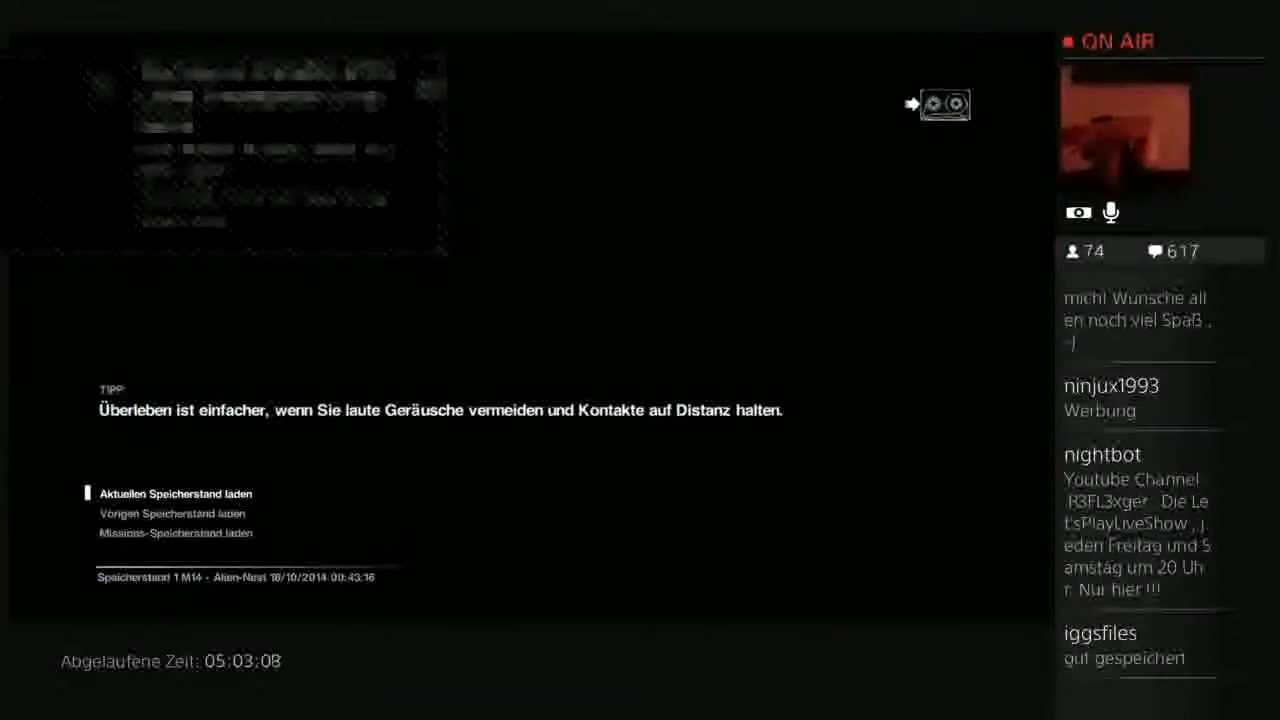 ON AIR
74 617
mich! Wünsche all
en noch viel Spaß ,
-)
TIPP
Überleben ist einfacher, wenn Sie laute Geräusche vermeiden und Kontakte auf Distanz halten.
ninjux1993
Werbung
nightbot
Youtube Channel
R3FL3xger Die Le
t'sPlayLiveShow , j
eden Freitag und S
amstag um 20 Uh
r. Nur hier !!!
Aktuellen Speicherstand laden
Vorigen Speicherstand laden
Missions-Speicherstand laden
Speicherstand 1 M14 - Alien-Nest 18/10/2014 00:43:16
iggsfiles
gut gespeichert
Abgelaufene Zeit: 05:03:08